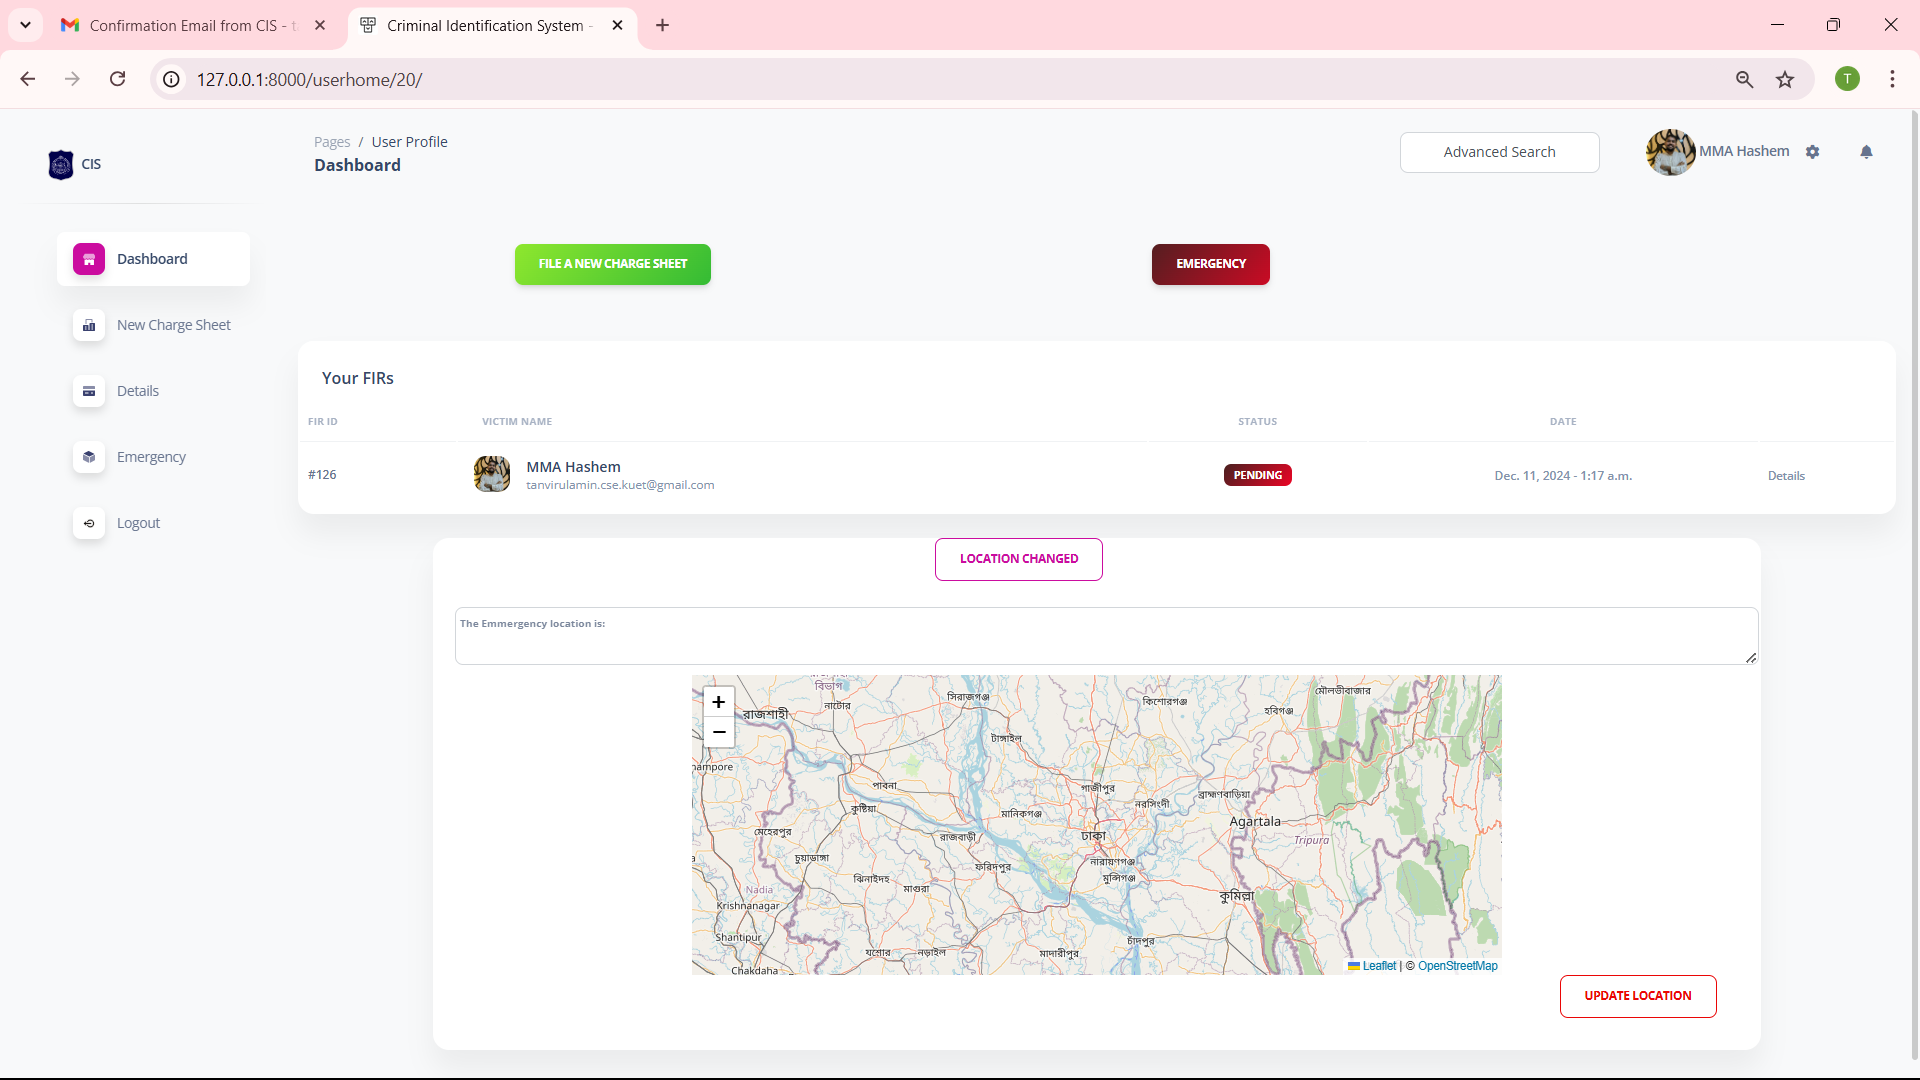 Confirmation Email from CIS - t
Criminal Identification System -
127.0.0.1:8000/userhome/20/
T
CIS
Pages / User Profile
Dashboard
Advanced Search
MMA Hashem
Dashboard
New Charge Sheet
Details
Emergency
Logout
FILE A NEW CHARGE SHEET
EMERGENCY
Your FIRs
FIR ID VICTIM NAME STATUS DATE
#126 MMA Hashem PENDING Dec. 11, 2024 - 1:17 a.m. Details
tanvirulamin.cse.kuet@gmail.com
LOCATION CHANGED
The Emmergency location is:
+
−
বিভাগ
নাটোর
সিরাজগঞ্জ
কিশোরগঞ্জ
মৌলভীবাজার
হবিগঞ্জ
রাজশাহী
টাঙ্গাইল
ampore
পাবনা
গাজীপুর
ব্রাহ্মণবাড়িয়া
কুষ্টিয়া
মানিকগঞ্জ
নরসিংদী
Agartala
মেহেরপুর
রাজবাড়ী
ঢাকা
Tripura
চুয়াডাঙ্গা
ফরিদপুর
নারায়ণগঞ্জ
ঝিনাইদহ
মাগুরা
মুন্সিগঞ্জ
Nadia
কুমিল্লা
Krishnanagar
Shantipur
চাঁদপুর
যশোর
নড়াইল
মাদারীপুর
Chakdaha
Leaflet | © OpenStreetMap
UPDATE LOCATION